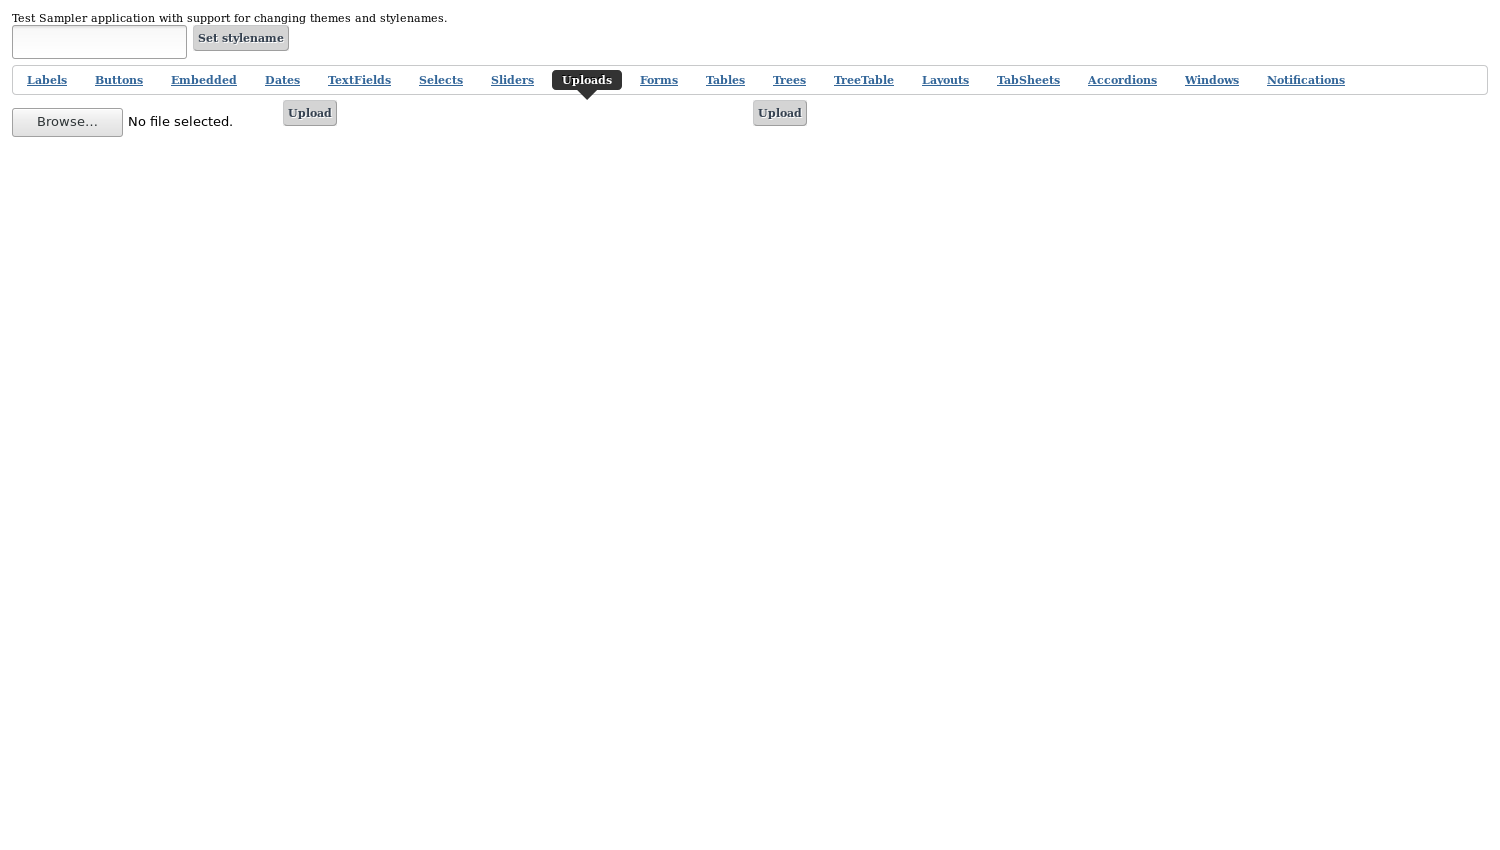 Test Sampler application with support for changing themes and stylenames.
Set stylename
Labels Buttons Embedded Dates TextFields Selects Sliders Uploads Forms Tables Trees TreeTable Layouts TabSheets Accordions Windows Notifications
Browse... No file selected. Upload Upload